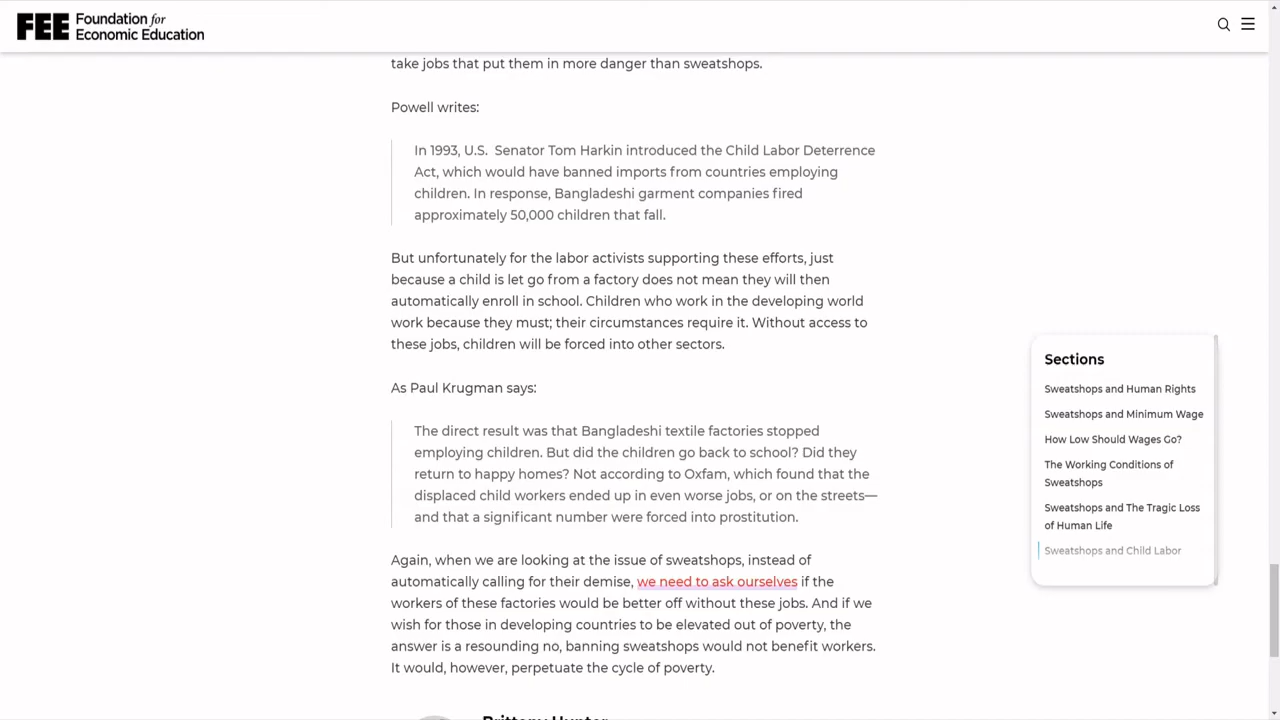 FEE Foundation for
Economic Education
take jobs that put them in more danger than sweatshops.
Powell writes:
In 1993, U.S.  Senator Tom Harkin introduced the Child Labor Deterrence
Act, which would have banned imports from countries employing
children. In response, Bangladeshi garment companies fired
approximately 50,000 children that fall.
But unfortunately for the labor activists supporting these efforts, just
because a child is let go from a factory does not mean they will then
automatically enroll in school. Children who work in the developing world
work because they must; their circumstances require it. Without access to
these jobs, children will be forced into other sectors.
As Paul Krugman says:
The direct result was that Bangladeshi textile factories stopped
employing children. But did the children go back to school? Did they
return to happy homes? Not according to Oxfam, which found that the
displaced child workers ended up in even worse jobs, or on the streets—
and that a significant number were forced into prostitution.
Again, when we are looking at the issue of sweatshops, instead of
automatically calling for their demise, we need to ask ourselves if the
workers of these factories would be better off without these jobs. And if we
wish for those in developing countries to be elevated out of poverty, the
answer is a resounding no, banning sweatshops would not benefit workers.
It would, however, perpetuate the cycle of poverty.
Brittany Hunter
Sections
Sweatshops and Human Rights
Sweatshops and Minimum Wage
How Low Should Wages Go?
The Working Conditions of
Sweatshops
Sweatshops and The Tragic Loss
of Human Life
Sweatshops and Child Labor